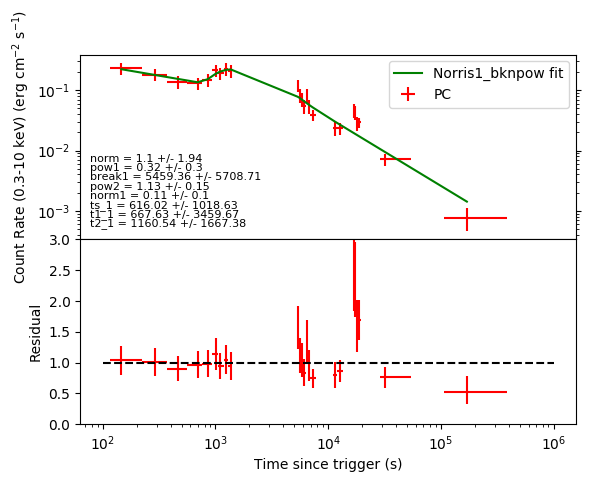 Count Rate (0.3-10 keV) (erg cm⁻² s⁻¹)
10⁻¹
10⁻²
10⁻³
Norris1_bknpow fit
PC
norm = 1.1 +/- 1.94
pow1 = 0.32 +/- 0.3
break1 = 5459.36 +/- 5708.71
pow2 = 1.13 +/- 0.15
norm1 = 0.11 +/- 0.1
ts_1 = 616.02 +/- 1018.63
t1_1 = 667.63 +/- 3459.67
t2_1 = 1160.54 +/- 1667.38
Residual
3.0
2.5
2.0
1.5
1.0
0.5
0.0
10² 10³ 10⁴ 10⁵ 10⁶
Time since trigger (s)